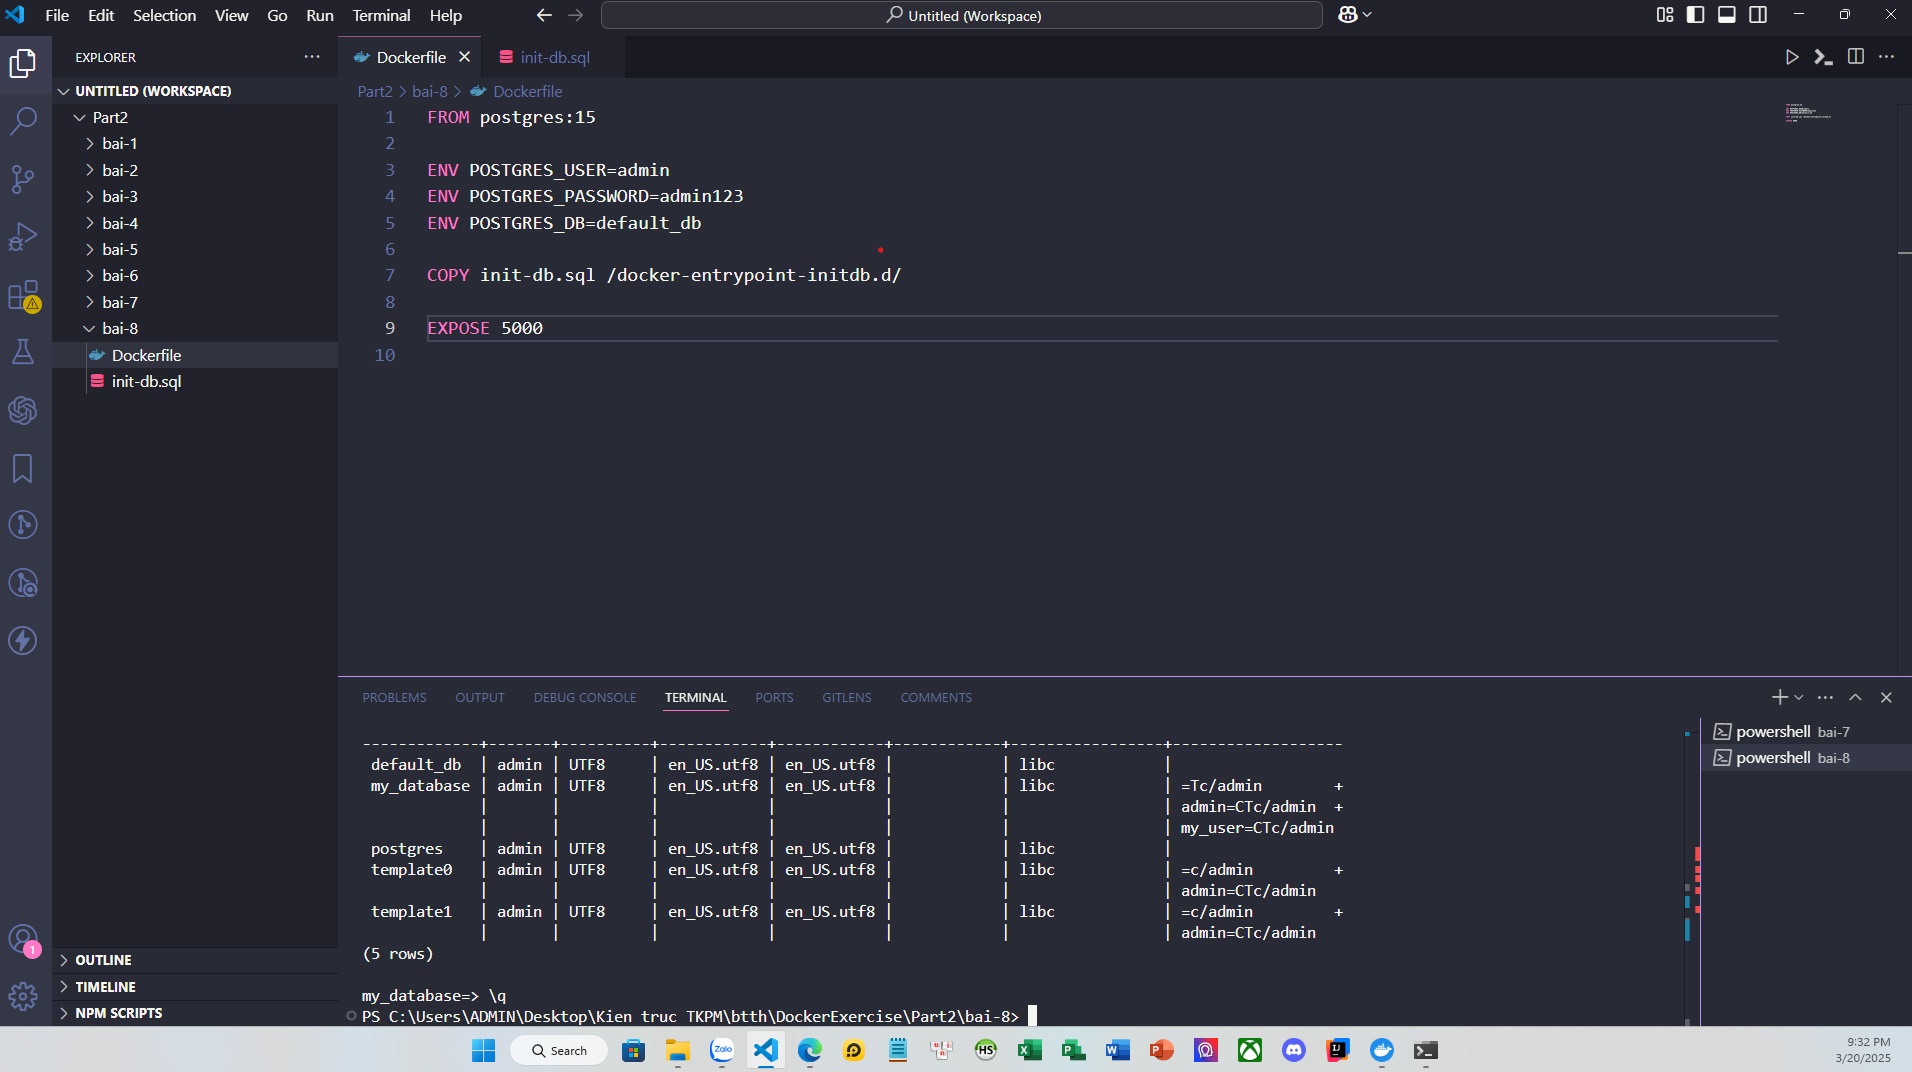 File Edit Selection View Go Run Terminal Help
Untitled (Workspace)
EXPLORER
UNTITLED (WORKSPACE)
Part2
bai-1
bai-2
bai-3
bai-4
bai-5
bai-6
bai-7
bai-8
Dockerfile
init-db.sql
OUTLINE
TIMELINE
NPM SCRIPTS
1
Dockerfile
init-db.sql
Part2 > bai-8 > Dockerfile
1 FROM postgres:15
2
3 ENV POSTGRES_USER=admin
4 ENV POSTGRES_PASSWORD=admin123
5 ENV POSTGRES_DB=default_db
6
7 COPY init-db.sql /docker-entrypoint-initdb.d/
8
9 EXPOSE 5000
10
PROBLEMS OUTPUT DEBUG CONSOLE TERMINAL PORTS GITLENS COMMENTS
-------------+-------+----------+------------+------------+------------+-----------------+-------------------
default_db | admin | UTF8 | en_US.utf8 | en_US.utf8 | | libc |
my_database | admin | UTF8 | en_US.utf8 | en_US.utf8 | | libc | =Tc/admin +
| | | | | | | admin=CTc/admin +
| | | | | | | my_user=CTc/admin
postgres | admin | UTF8 | en_US.utf8 | en_US.utf8 | | libc |
template0 | admin | UTF8 | en_US.utf8 | en_US.utf8 | | libc | =c/admin +
| | | | | | | admin=CTc/admin
template1 | admin | UTF8 | en_US.utf8 | en_US.utf8 | | libc | =c/admin +
| | | | | | | admin=CTc/admin
(5 rows)
my_database=> \q
PS C:\Users\ADMIN\Desktop\Kien truc TKPM\btth\DockerExercise\Part2\bai-8>
powershell bai-7
powershell bai-8
Search
Zalo
HS
9:32 PM
3/20/2025